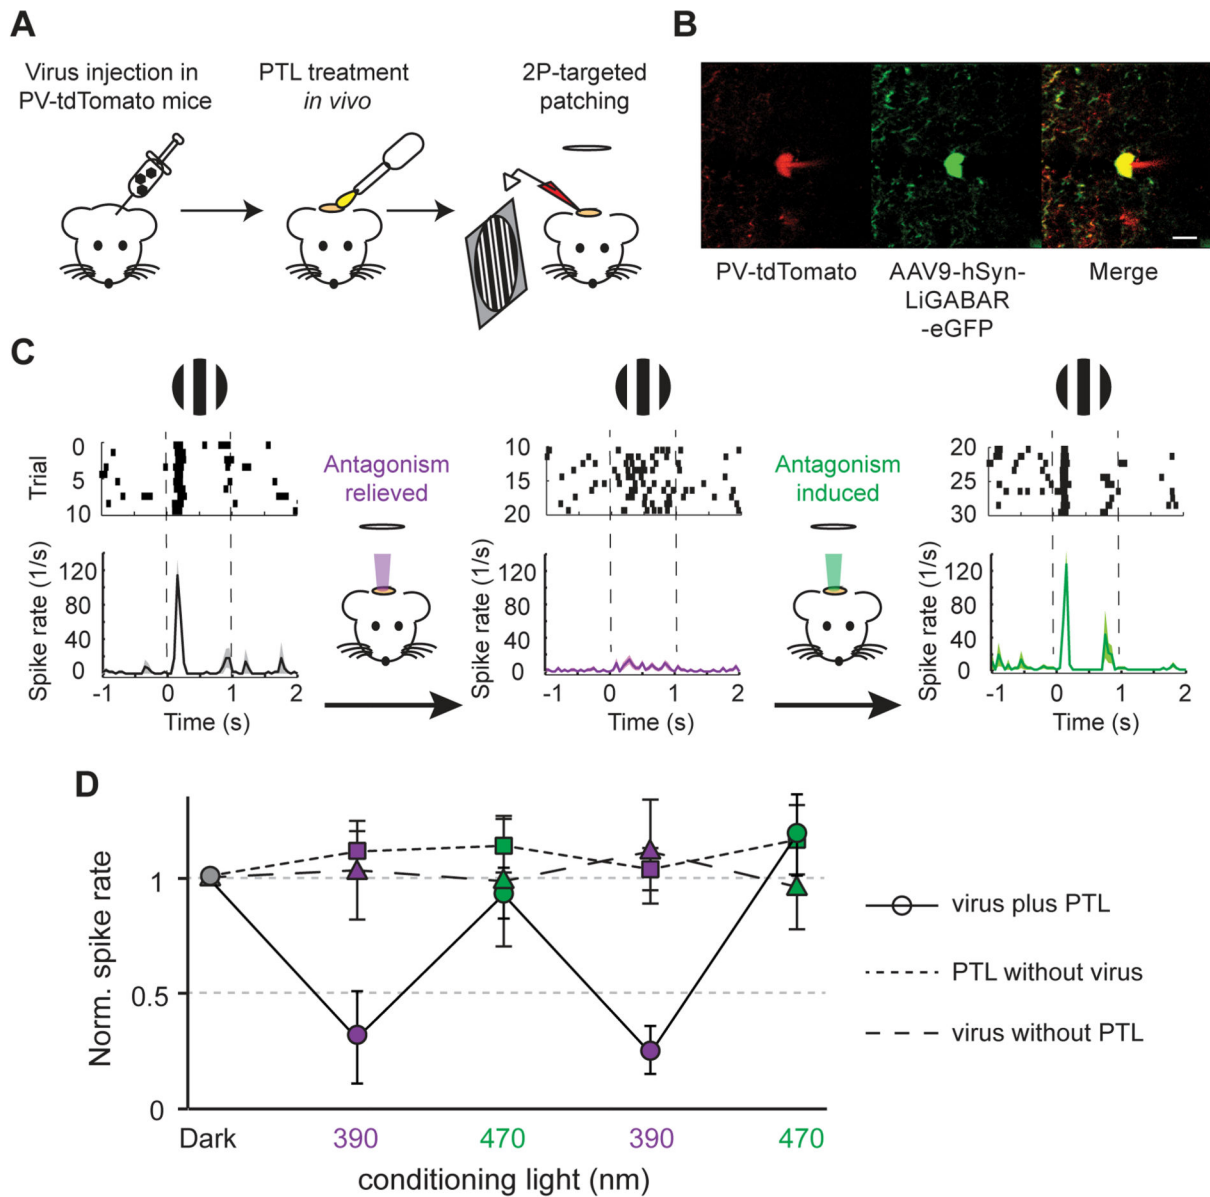 A
Virus injection in
PV-tdTomato mice
PTL treatment
in vivo
2P-targeted
patching
B
PV-tdTomato
AAV9-hSyn-
LiGABAR
-eGFP
Merge
C
Trial
0
5
10
Spike rate (1/s)
120
80
40
0
-1
0
1
2
Time (s)
Antagonism
relieved
10
15
20
Spike rate (1/s)
120
80
40
0
-1
0
1
2
Time (s)
Antagonism
induced
20
25
30
Spike rate (1/s)
120
80
40
0
-1
0
1
2
Time (s)
D
Norm. spike rate
1
0.5
0
Dark
390
470
390
470
conditioning light (nm)
virus plus PTL
PTL without virus
virus without PTL